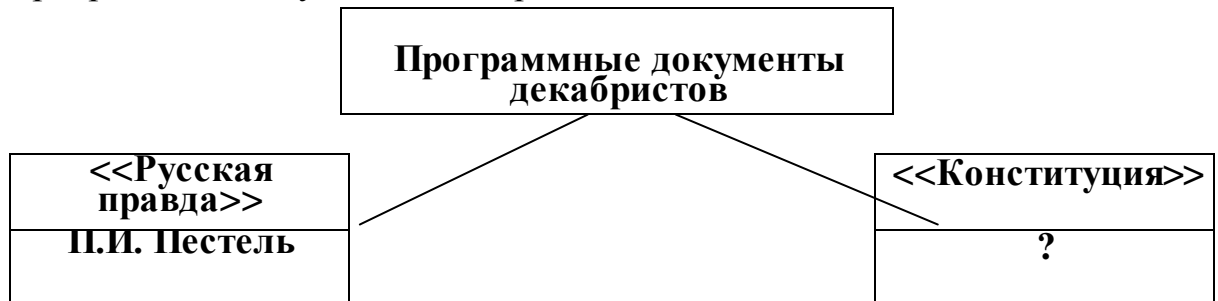 Программные документы
декабристов
<<Русская
правда>>
П.И. Пестель
<<Конституция>>
?